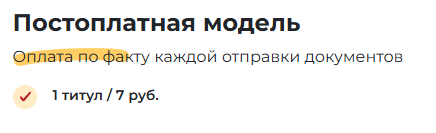 Постоплатная модель
Оплата по факту каждой отправки документов
1 титул / 7 руб.